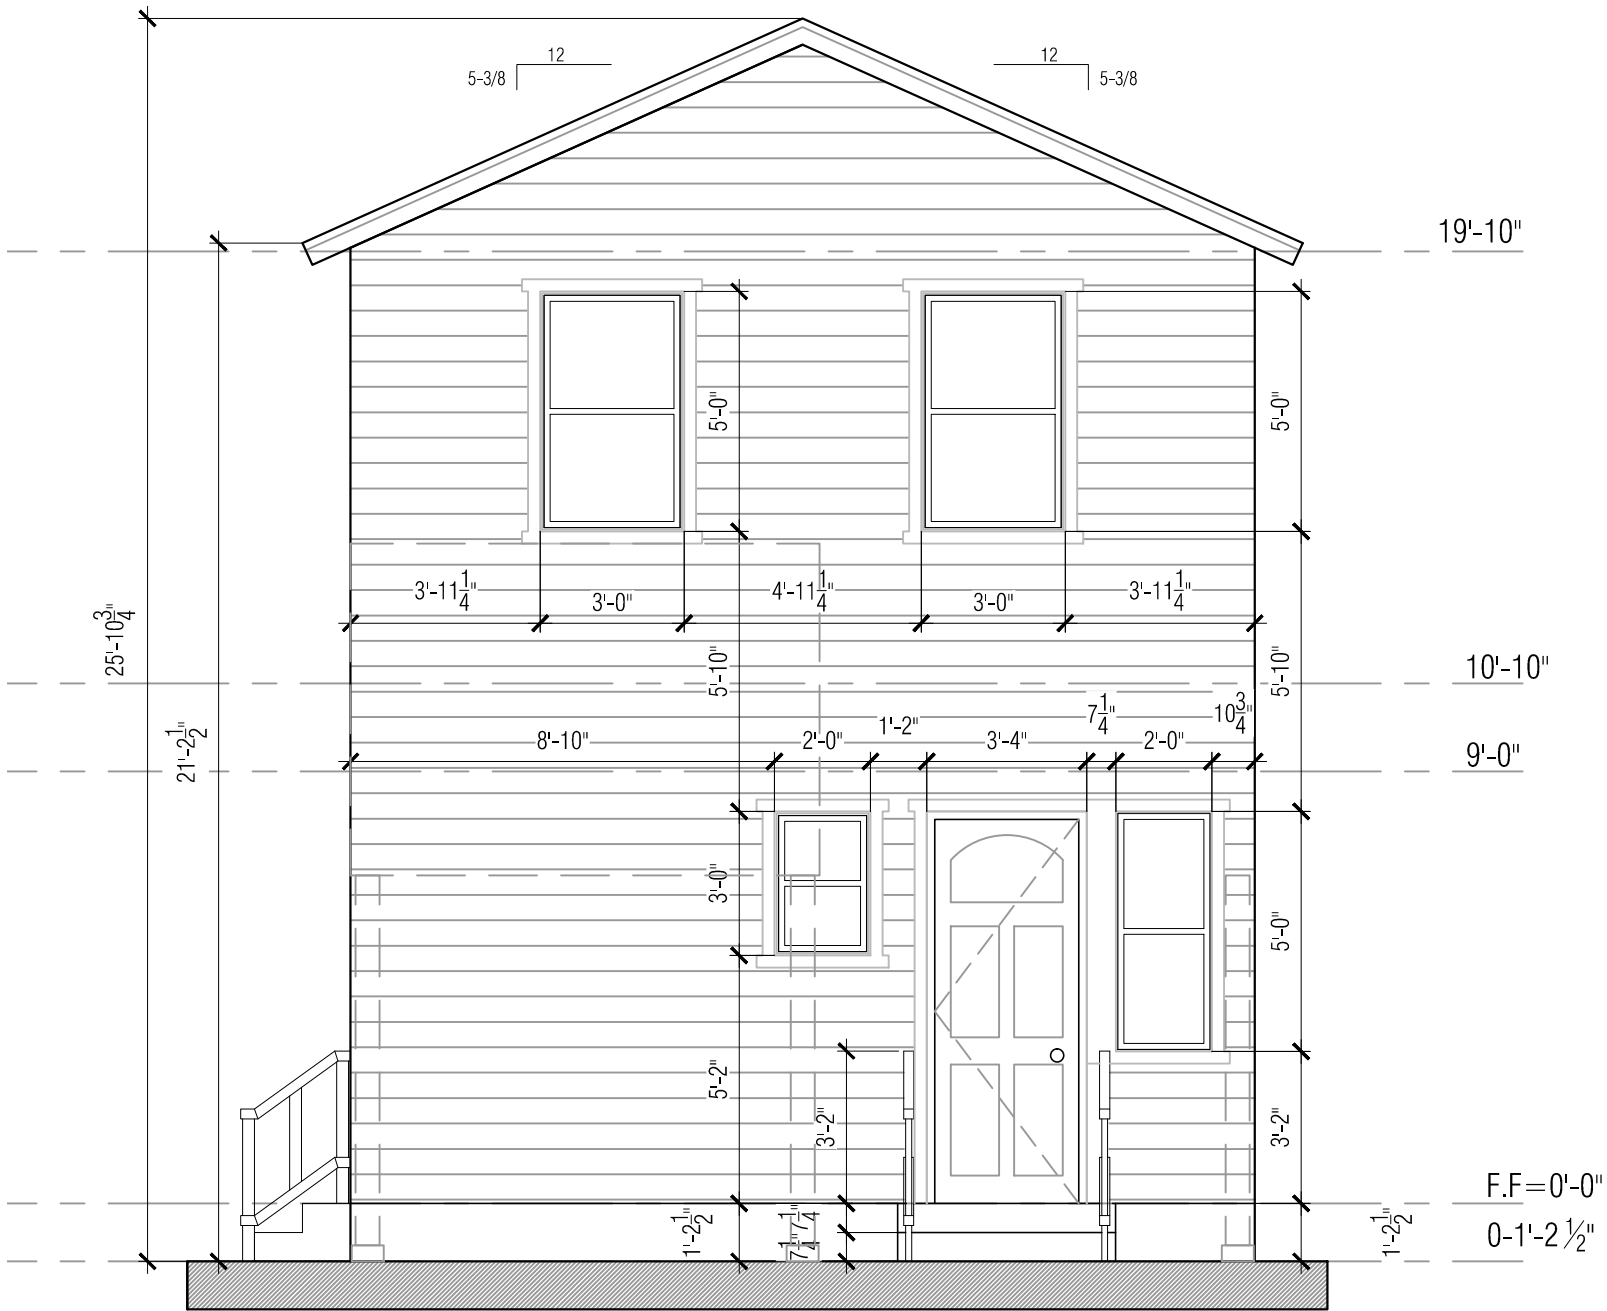 12 12
5-3/8 5-3/8
19'-10"
5'-0" 5'-0"
3'-11 1/4" 3'-0" 4'-11 1/4" 3'-0" 3'-11 1/4"
25'-10 3/4"
5'-10" 5'-10"
10'-10"
21'-2 1/2"
8'-10" 2'-0" 1'-2" 3'-4" 7 1/4" 2'-0" 10 3/4"
9'-0"
3'-0" 5'-0"
5'-2" 3'-2" 3'-2"
F.F=0'-0"
1'-2 1/2" 7 1/4" 7 1/4" 1'-2 1/2"
0-1'-2 1/2"